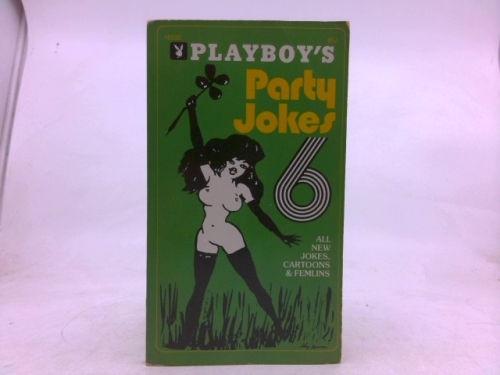 PLAYBOY'S
Party
Jokes
6
ALL
NEW
JOKES,
CARTOONS
& FEMLINS